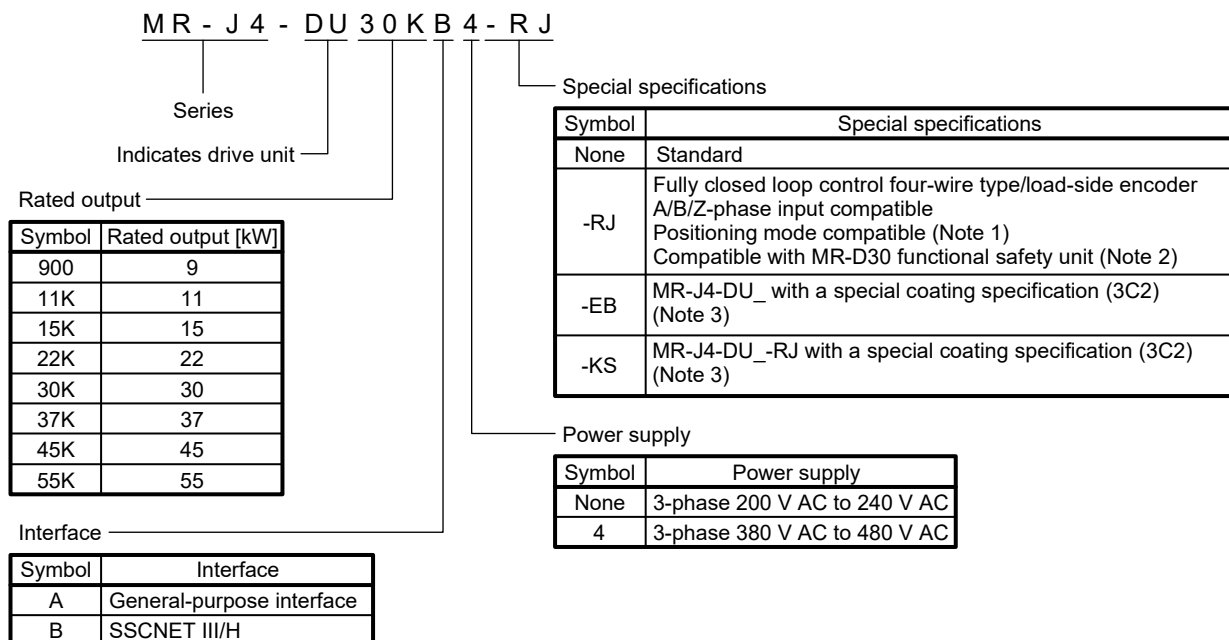 MR-J4-DU30KB4-RJ
Series
Indicates drive unit
Rated output
Symbol Rated output [kW]
900 9
11K 11
15K 15
22K 22
30K 30
37K 37
45K 45
55K 55
Interface
Symbol Interface
A General-purpose interface
B SSCNET III/H
Special specifications
Symbol Special specifications
None Standard
-RJ Fully closed loop control four-wire type/load-side encoder
A/B/Z-phase input compatible
Positioning mode compatible (Note 1)
Compatible with MR-D30 functional safety unit (Note 2)
-EB MR-J4-DU_ with a special coating specification (3C2)
(Note 3)
-KS MR-J4-DU_-RJ with a special coating specification (3C2)
(Note 3)
Power supply
Symbol Power supply
None 3-phase 200 V AC to 240 V AC
4 3-phase 380 V AC to 480 V AC